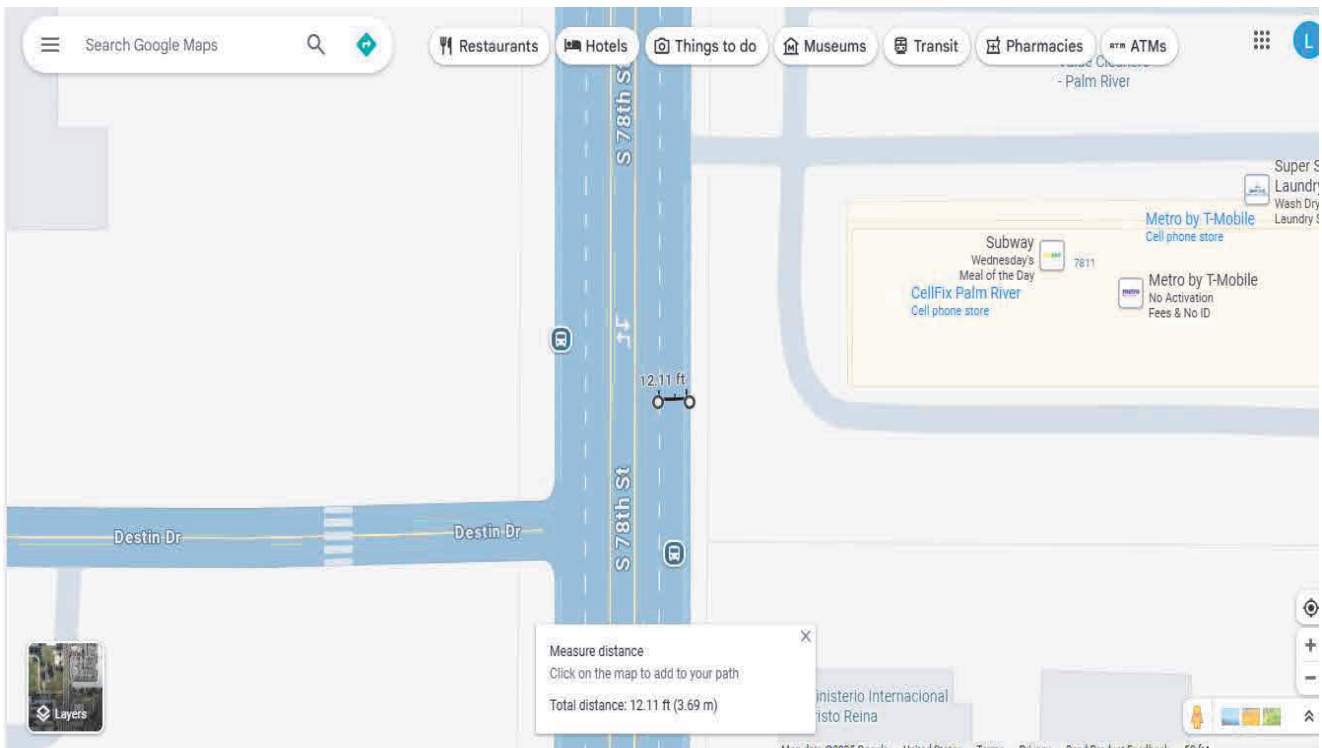 Search Google Maps
Restaurants
Hotels
Things to do
Museums
Transit
Pharmacies
ATM
ATMs
L
- Palm River
S 78th St
Super S
Laundry
Wash Dry
Laundry S
Metro by T-Mobile
Cell phone store
Subway
Wednesday's
Meal of the Day
7811
CellFix Palm River
Cell phone store
metro
Metro by T-Mobile
No Activation
Fees & No ID
12.11 ft
S 78th St
Destin Dr
Destin Dr
Measure distance
Click on the map to add to your path
Total distance: 12.11 ft (3.69 m)
inisterio Internacional
risto Reina
Layers